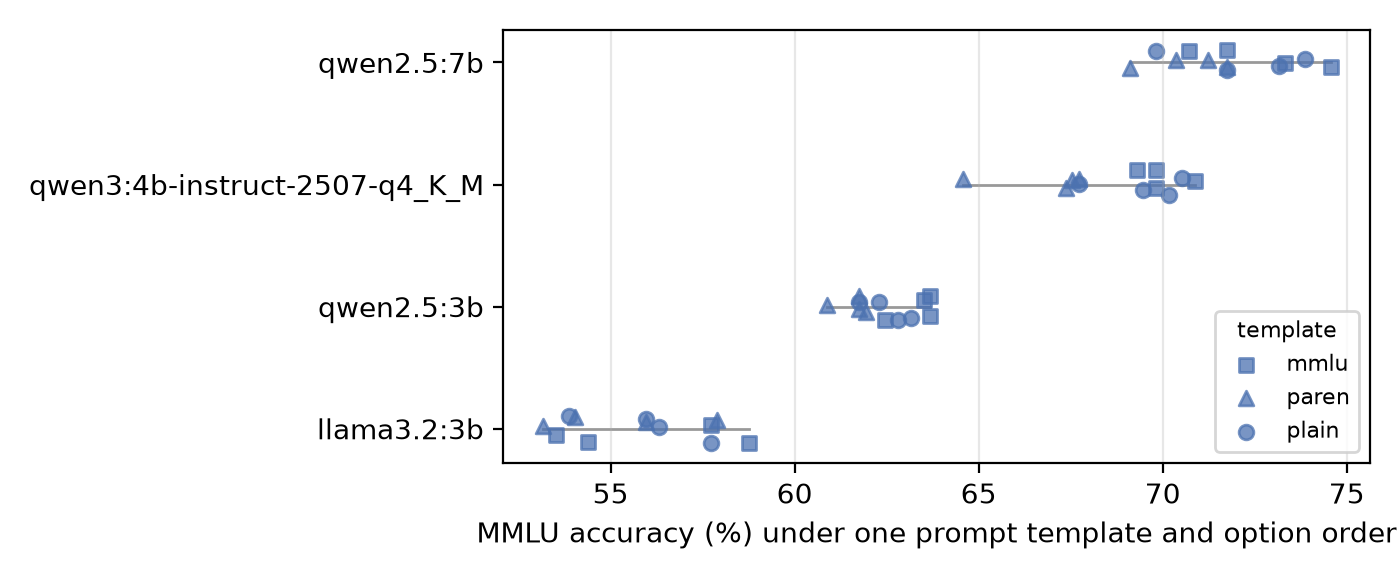 qwen2.5:7b
qwen3:4b-instruct-2507-q4_K_M
qwen2.5:3b
llama3.2:3b
template
mmlu
paren
plain
55 60 65 70 75
MMLU accuracy (%) under one prompt template and option order